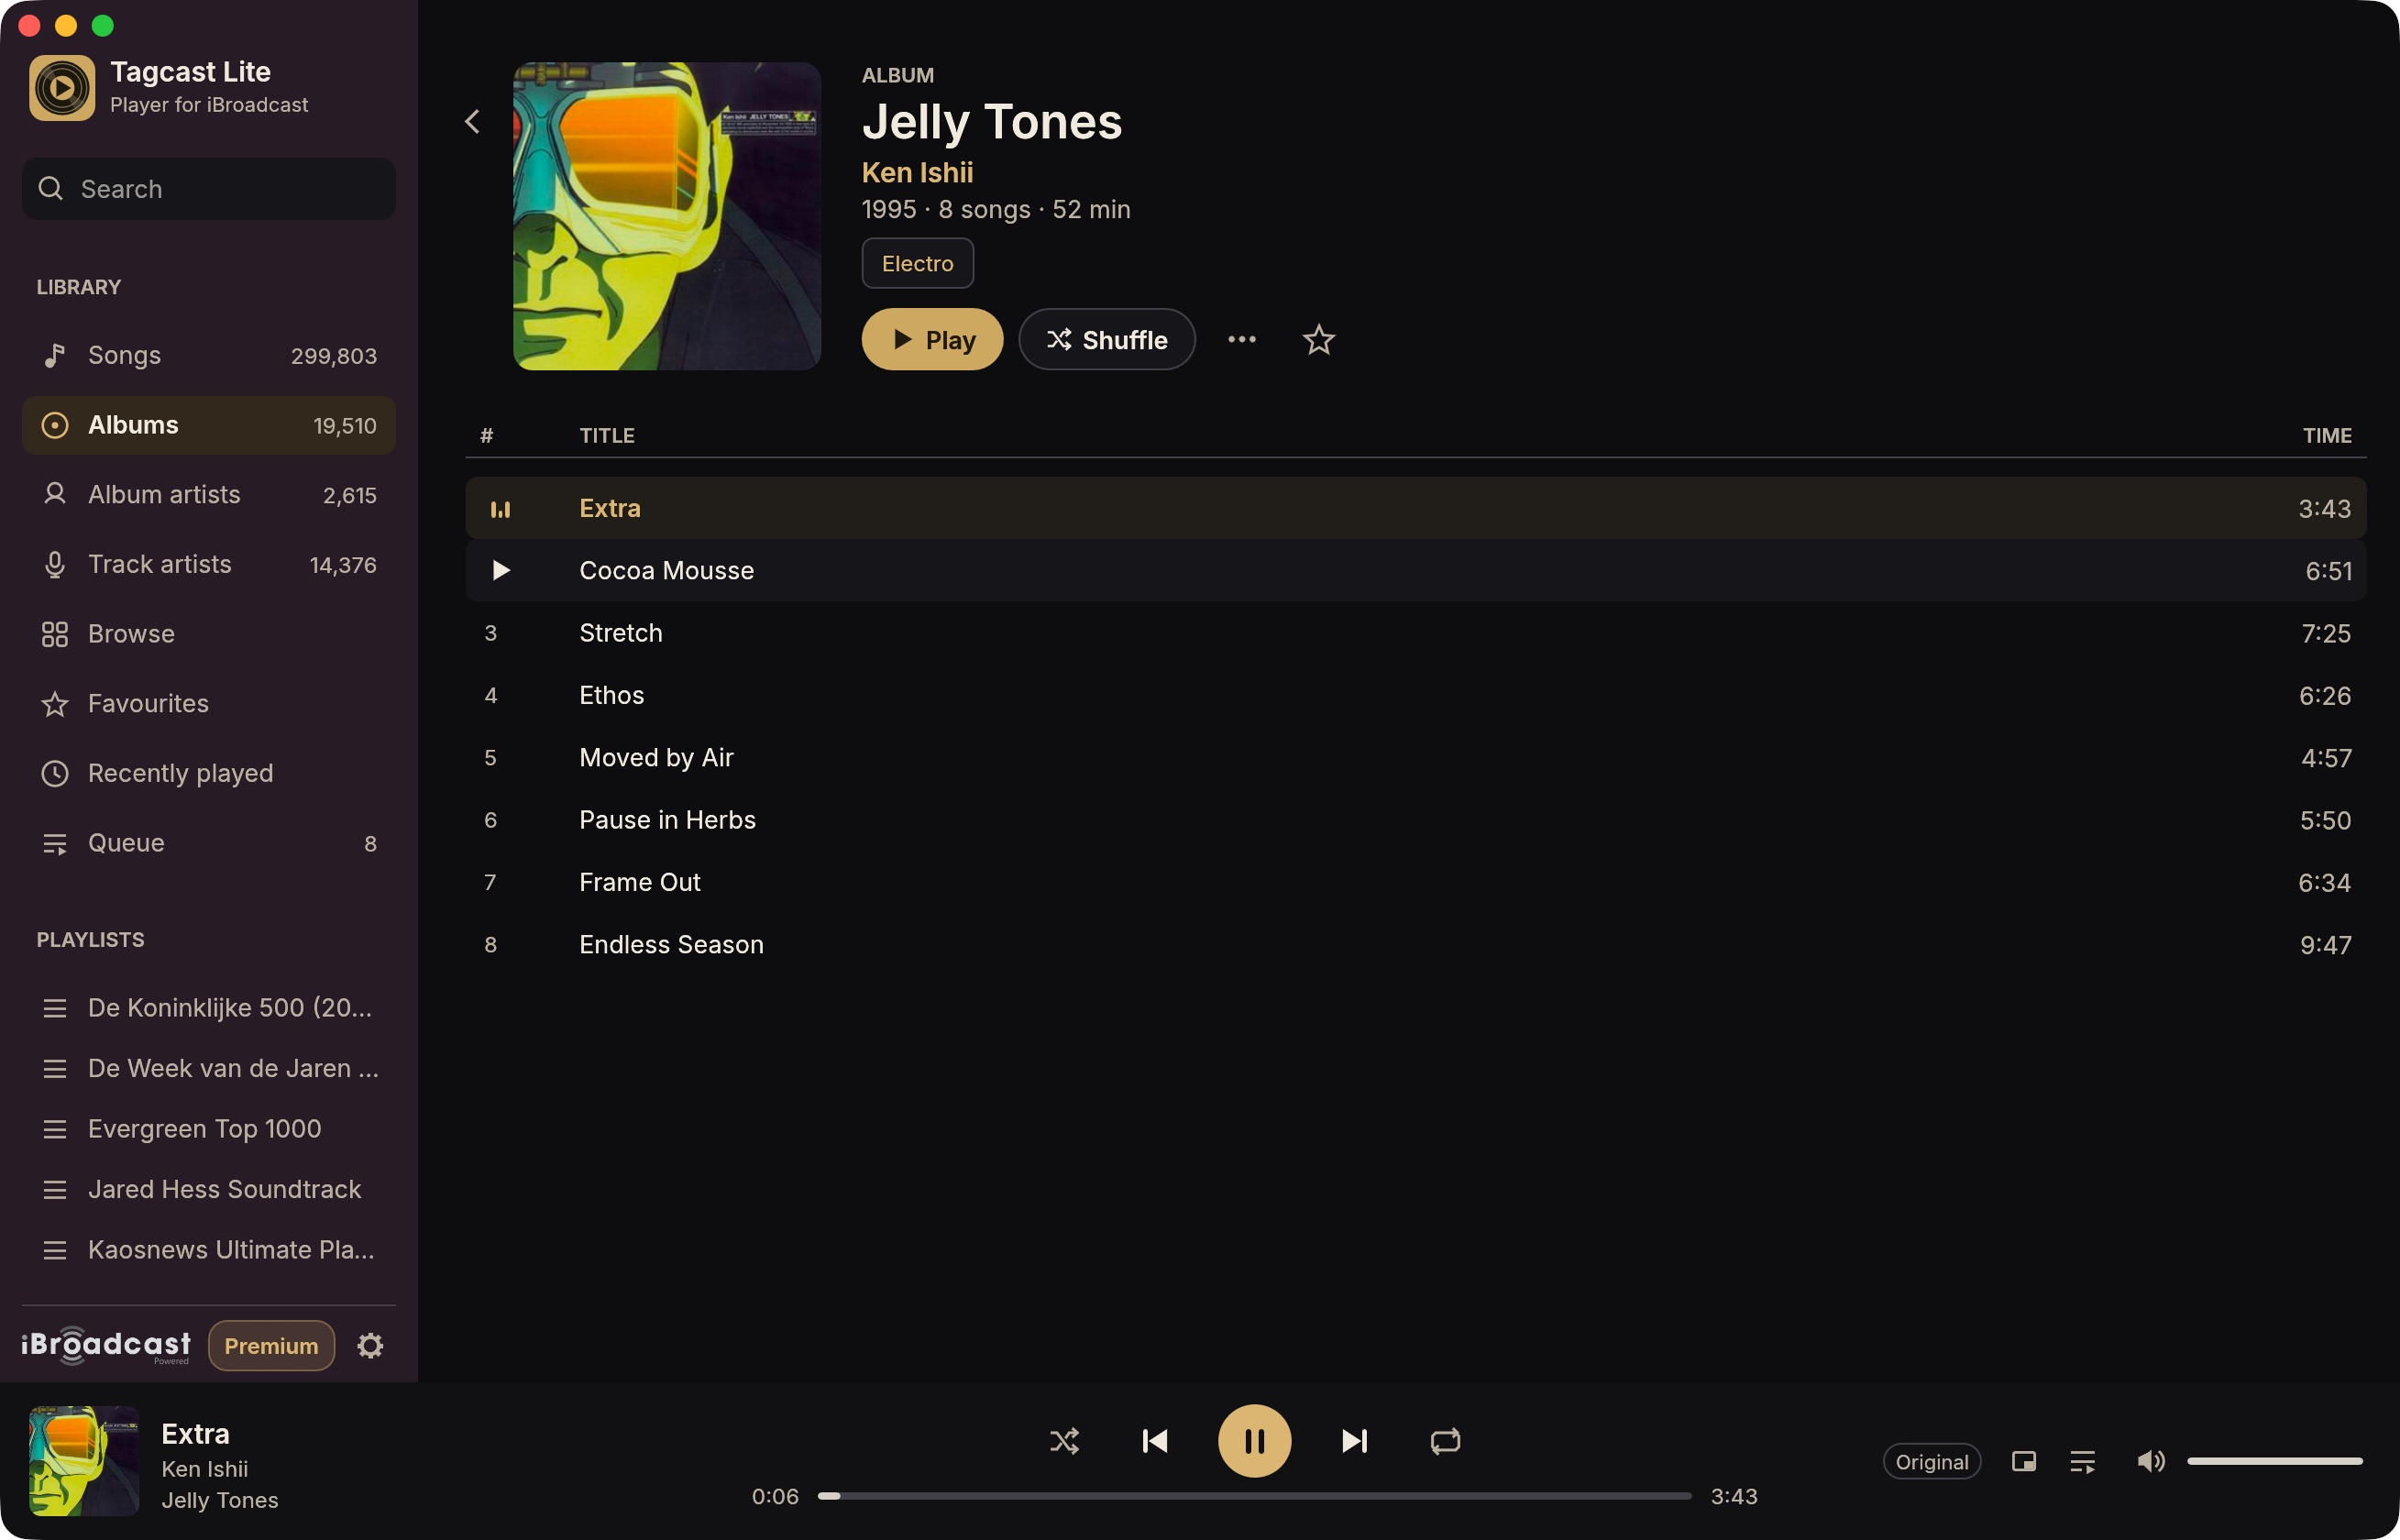 Tagcast Lite
Player for iBroadcast
Search
LIBRARY
Songs 299,803
Albums 19,510
Album artists 2,615
Track artists 14,376
Browse
Favourites
Recently played
Queue 8
PLAYLISTS
De Koninklijke 500 (20...
De Week van de Jaren ...
Evergreen Top 1000
Jared Hess Soundtrack
Kaosnews Ultimate Pla...
iBroadcast
Powered
Premium
Ken Ishii JELLY TONES
ALBUM
Jelly Tones
Ken Ishii
1995 · 8 songs · 52 min
Electro
Play Shuffle
# TITLE TIME
Extra 3:43
Cocoa Mousse 6:51
3 Stretch 7:25
4 Ethos 6:26
5 Moved by Air 4:57
6 Pause in Herbs 5:50
7 Frame Out 6:34
8 Endless Season 9:47
Extra
Ken Ishii
Jelly Tones
0:06 3:43
Original